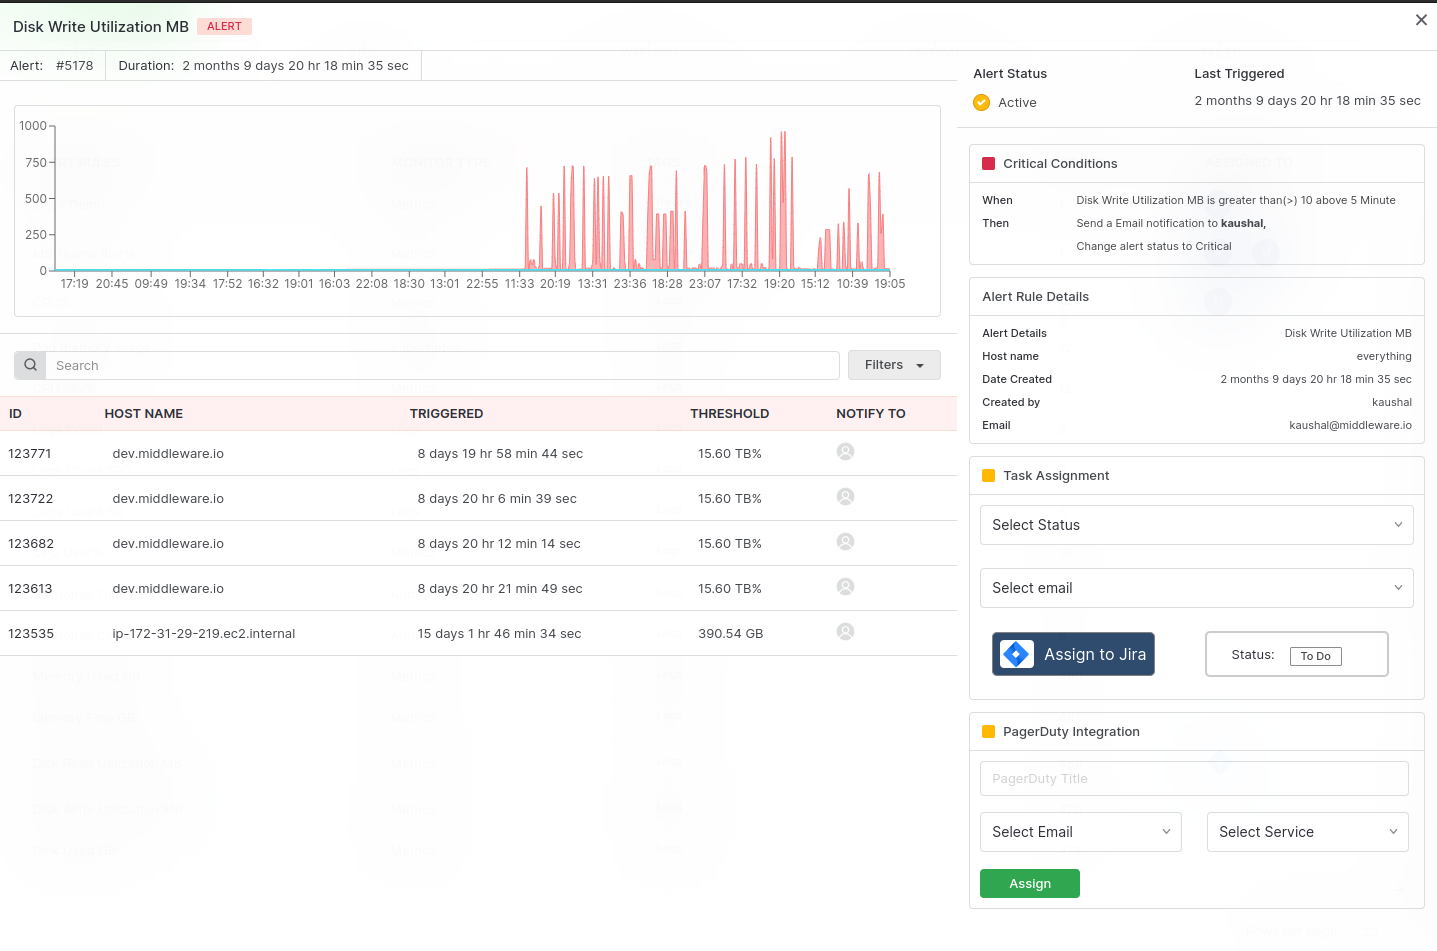 Disk Write Utilization MB ALERT
Alert: #5178 Duration: 2 months 9 days 20 hr 18 min 35 sec
1000
750
500
250
0
17:19 20:45 09:49 19:34 17:52 16:32 19:01 16:03 22:08 18:30 13:01 22:55 11:33 20:19 13:31 23:36 18:28 23:07 17:32 19:20 15:12 10:39 19:05
Search Filters
ID HOST NAME TRIGGERED THRESHOLD NOTIFY TO
123771 dev.middleware.io 8 days 19 hr 58 min 44 sec 15.60 TB%
123722 dev.middleware.io 8 days 20 hr 6 min 39 sec 15.60 TB%
123682 dev.middleware.io 8 days 20 hr 12 min 14 sec 15.60 TB%
123613 dev.middleware.io 8 days 20 hr 21 min 49 sec 15.60 TB%
123535 ip-172-31-29-219.ec2.internal 15 days 1 hr 46 min 34 sec 390.54 GB
Alert Status Last Triggered
Active 2 months 9 days 20 hr 18 min 35 sec
Critical Conditions
When Disk Write Utilization MB is greater than(>) 10 above 5 Minute
Then Send a Email notification to kaushal,
Change alert status to Critical
Alert Rule Details
Alert Details Disk Write Utilization MB
Host name everything
Date Created 2 months 9 days 20 hr 18 min 35 sec
Created by kaushal
Email kaushal@middleware.io
Task Assignment
Select Status
Select email
Assign to Jira Status: To Do
PagerDuty Integration
PagerDuty Title
Select Email Select Service
Assign